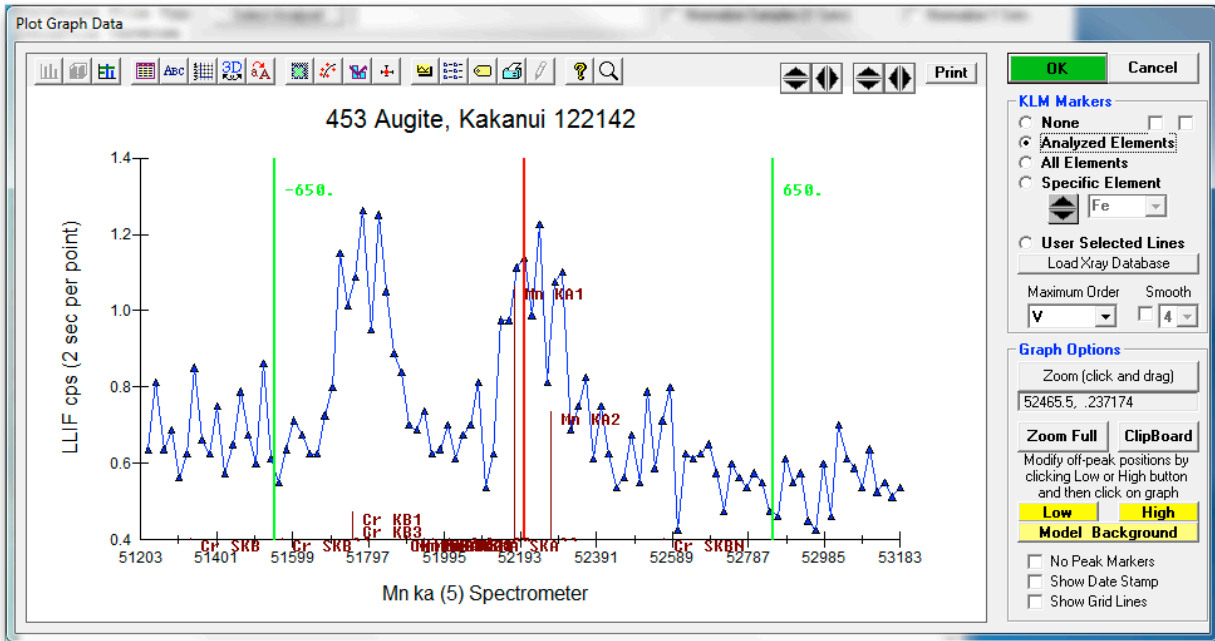 Plot Graph Data
ABC
3D
Print
OK
Cancel
453 Augite, Kakanui 122142
1.4
1.2
1.0
0.8
0.6
0.4
LLIF cps (2 sec per point)
-650.
650.
Mn KA1
Mn KA2
Cr KB1
Cr KB3
Cr SKB
Cr SKB
SKA
Cr SKBN
51203
51401
51599
51797
51995
52193
52391
52589
52787
52985
53183
Mn ka (5) Spectrometer
KLM Markers
None
Analyzed Elements
All Elements
Specific Element
Fe
User Selected Lines
Load Xray Database
Maximum Order
Smooth
V
4
Graph Options
Zoom (click and drag)
52465.5, .237174
Zoom Full
ClipBoard
Modify off-peak positions by
clicking Low or High button
and then click on graph
Low
High
Model Background
No Peak Markers
Show Date Stamp
Show Grid Lines